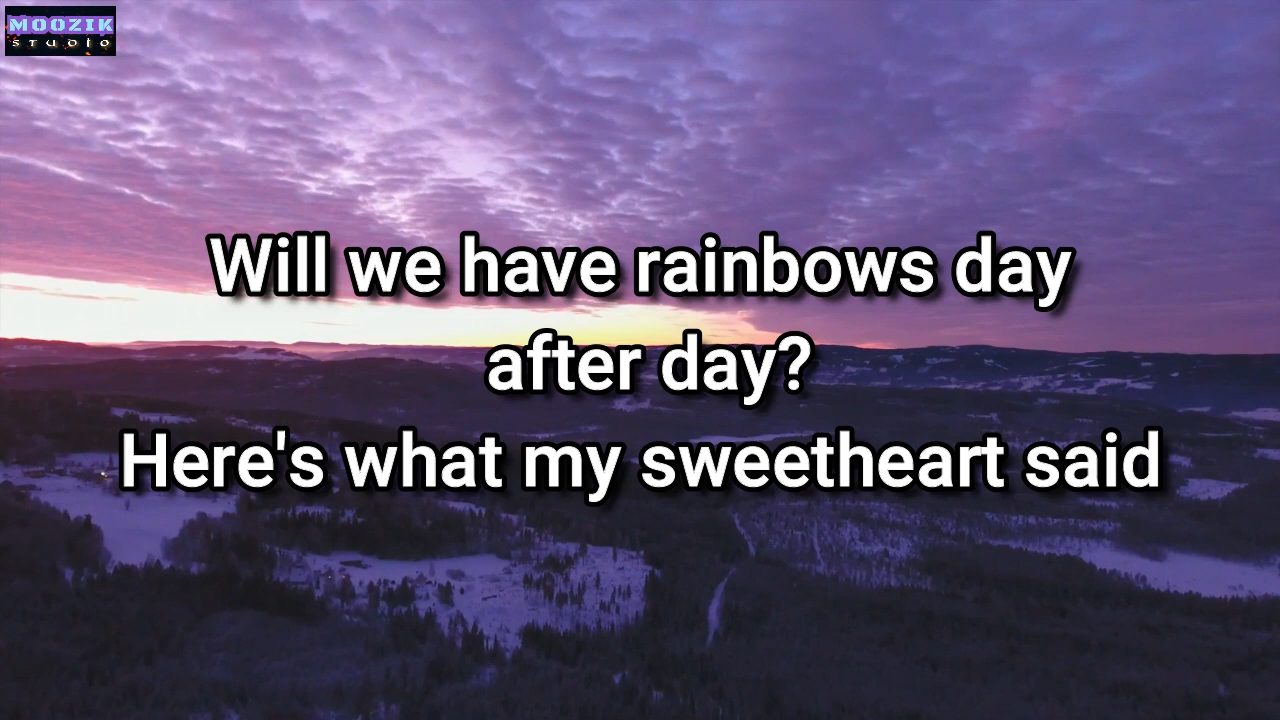 MOOZIK
STUDIO
Will we have rainbows day
after day?
Here's what my sweetheart said